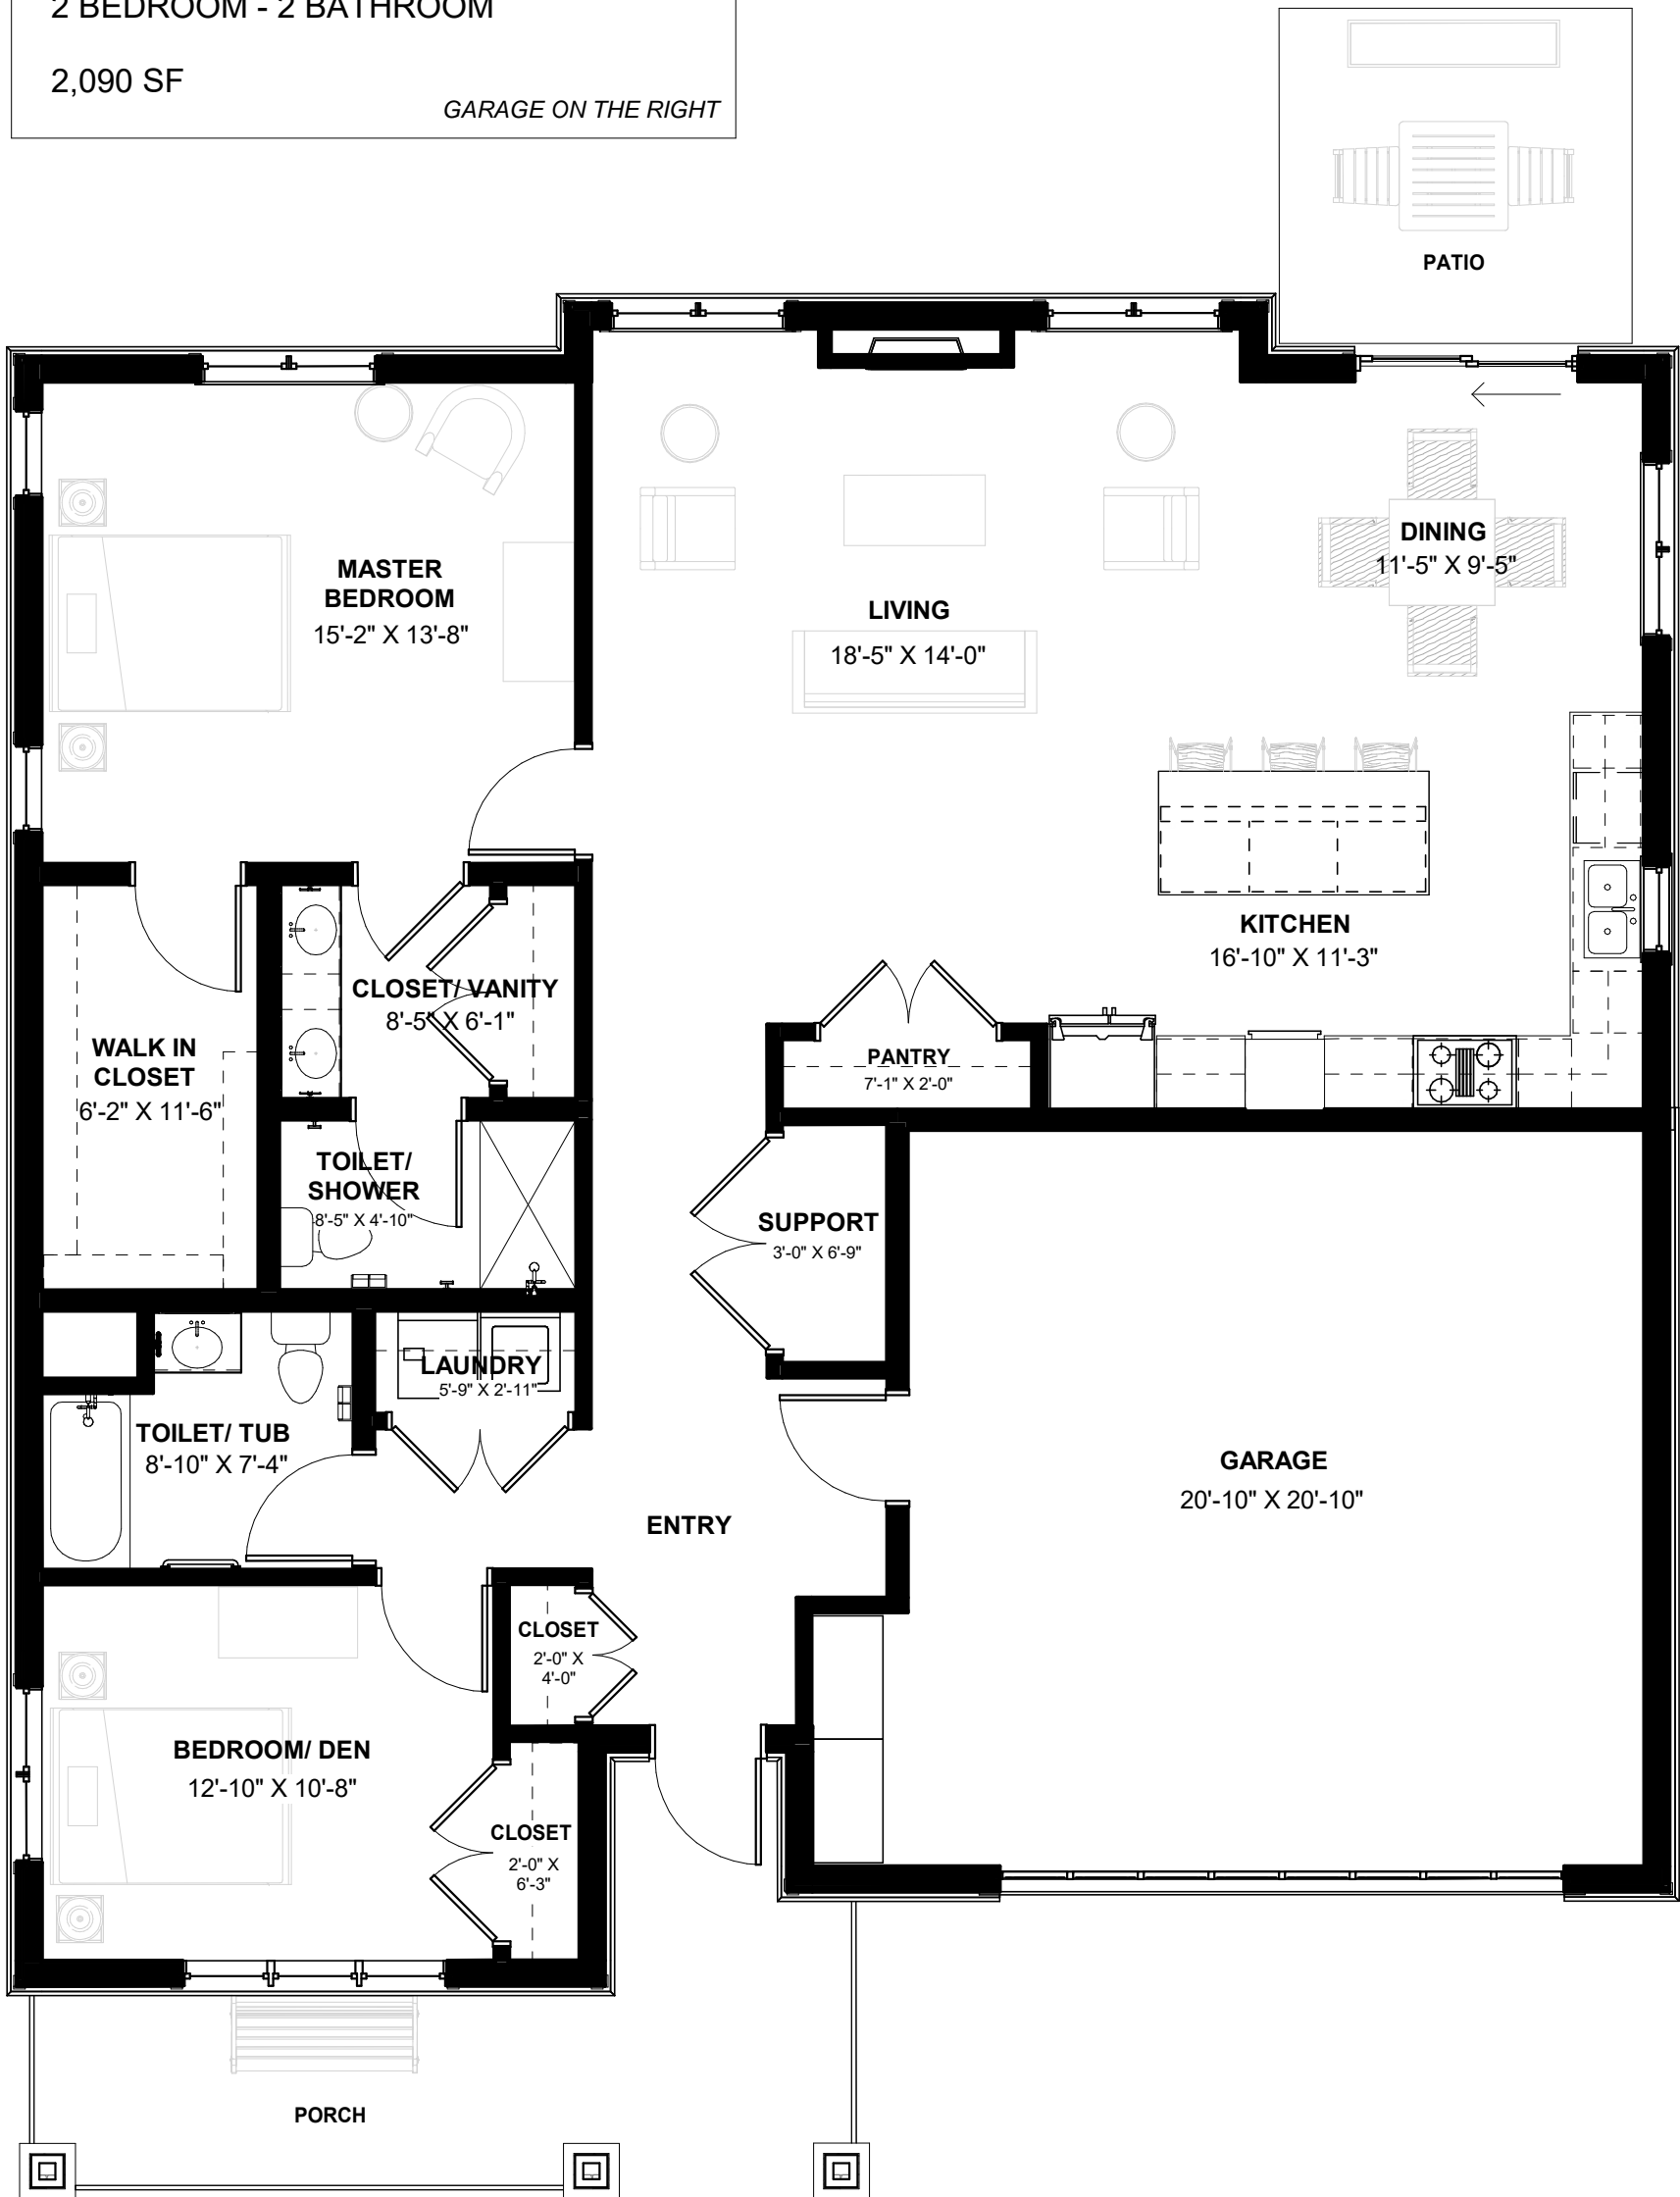 2 BEDROOM - 2 BATHROOM
2,090 SF
GARAGE ON THE RIGHT
PATIO
MASTER
BEDROOM
15'-2" X 13'-8"
LIVING
18'-5" X 14'-0"
DINING
11'-5" X 9'-5"
KITCHEN
16'-10" X 11'-3"
CLOSET/ VANITY
8'-5" X 6'-1"
WALK IN
CLOSET
6'-2" X 11'-6"
PANTRY
7'-1" X 2'-0"
TOILET/
SHOWER
8'-5" X 4'-10"
SUPPORT
3'-0" X 6'-9"
LAUNDRY
5'-9" X 2'-11"
TOILET/ TUB
8'-10" X 7'-4"
GARAGE
20'-10" X 20'-10"
ENTRY
CLOSET
2'-0" X
4'-0"
BEDROOM/ DEN
12'-10" X 10'-8"
CLOSET
2'-0" X
6'-3"
PORCH